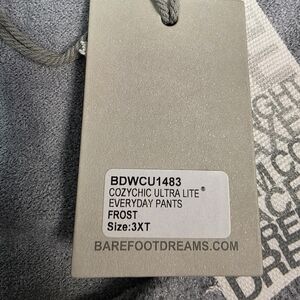 BDWCU1483
COZYCHIC ULTRA LITE®
EVERYDAY PANTS
FROST
Size:3XT
BAREFOOTDREAMS.COM